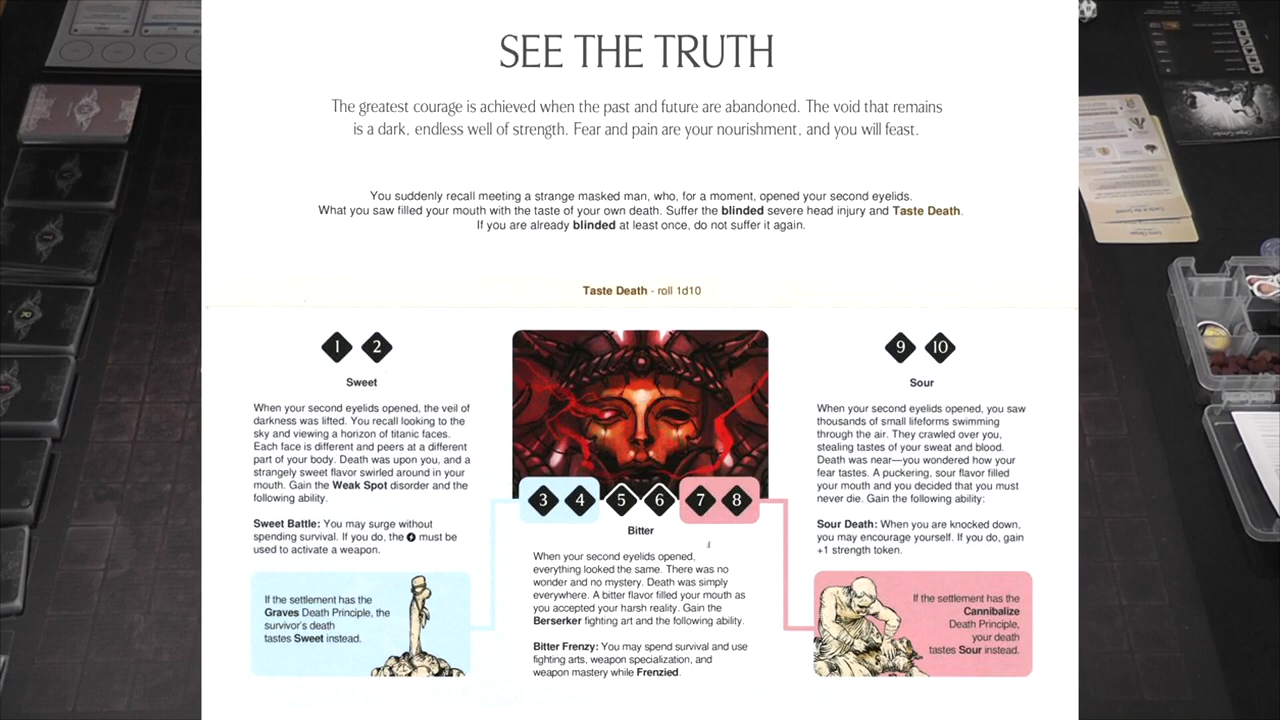 SEE THE TRUTH
The greatest courage is achieved when the past and future are abandoned. The void that remains
is a dark, endless well of strength. Fear and pain are your nourishment, and you will feast.
You suddenly recall meeting a strange masked man, who, for a moment, opened your second eyelids.
What you saw filled your mouth with the taste of your own death. Suffer the blinded severe head injury and Taste Death.
If you are already blinded at least once, do not suffer it again.
Taste Death - roll 1d10
1 2
Sweet
When your second eyelids opened, the veil of
darkness was lifted. You recall looking to the
sky and viewing a horizon of titanic faces.
Each face is different and peers at a different
part of your body. Death was upon you, and a
strangely sweet flavor swirled around in your
mouth. Gain the Weak Spot disorder and the
following ability.
Sweet Battle: You may surge without
spending survival. If you do, the must be
used to activate a weapon.
If the settlement has the
Graves Death Principle, the
survivor's death
tastes Sweet instead.
3 4 5 6 7 8
Bitter
When your second eyelids opened,
everything looked the same. There was no
wonder and no mystery. Death was simply
everywhere. A bitter flavor filled your mouth as
you accepted your harsh reality. Gain the
Berserker fighting art and the following ability.
Bitter Frenzy: You may spend survival and use
fighting arts, weapon specialization, and
weapon mastery while Frenzied.
9 10
Sour
When your second eyelids opened, you saw
thousands of small lifeforms swimming
through the air. They crawled over you,
stealing tastes of your sweat and blood.
Death was near—you wondered how your
fear tastes. A puckering, sour flavor filled
your mouth and you decided that you must
never die. Gain the following ability:
Sour Death: When you are knocked down,
you may encourage yourself. If you do, gain
+1 strength token.
If the settlement has the
Cannibalize
Death Principle,
your death
tastes Sour instead.